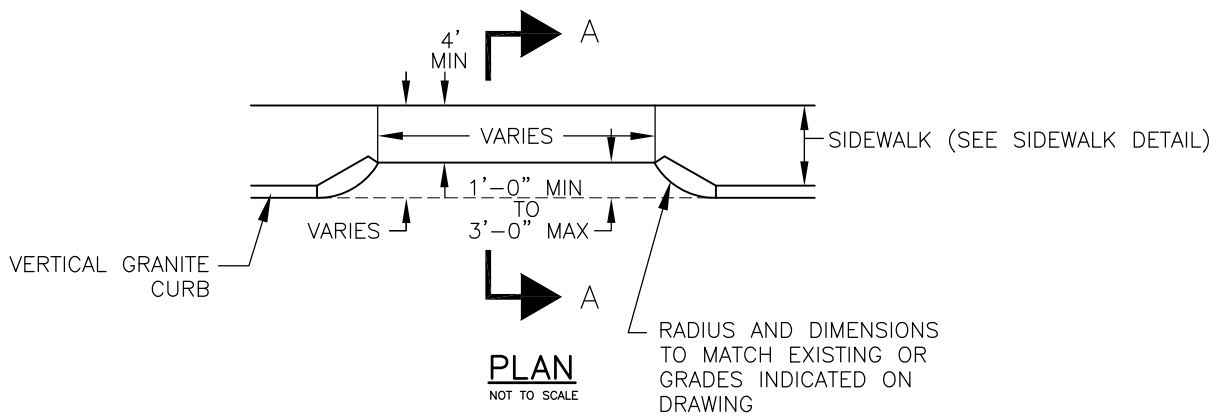 A
4'
MIN
VARIES
SIDEWALK (SEE SIDEWALK DETAIL)
1'-0" MIN
TO
VARIES
3'-0" MAX
VERTICAL GRANITE
CURB
A
RADIUS AND DIMENSIONS
TO MATCH EXISTING OR
GRADES INDICATED ON
DRAWING
PLAN
NOT TO SCALE